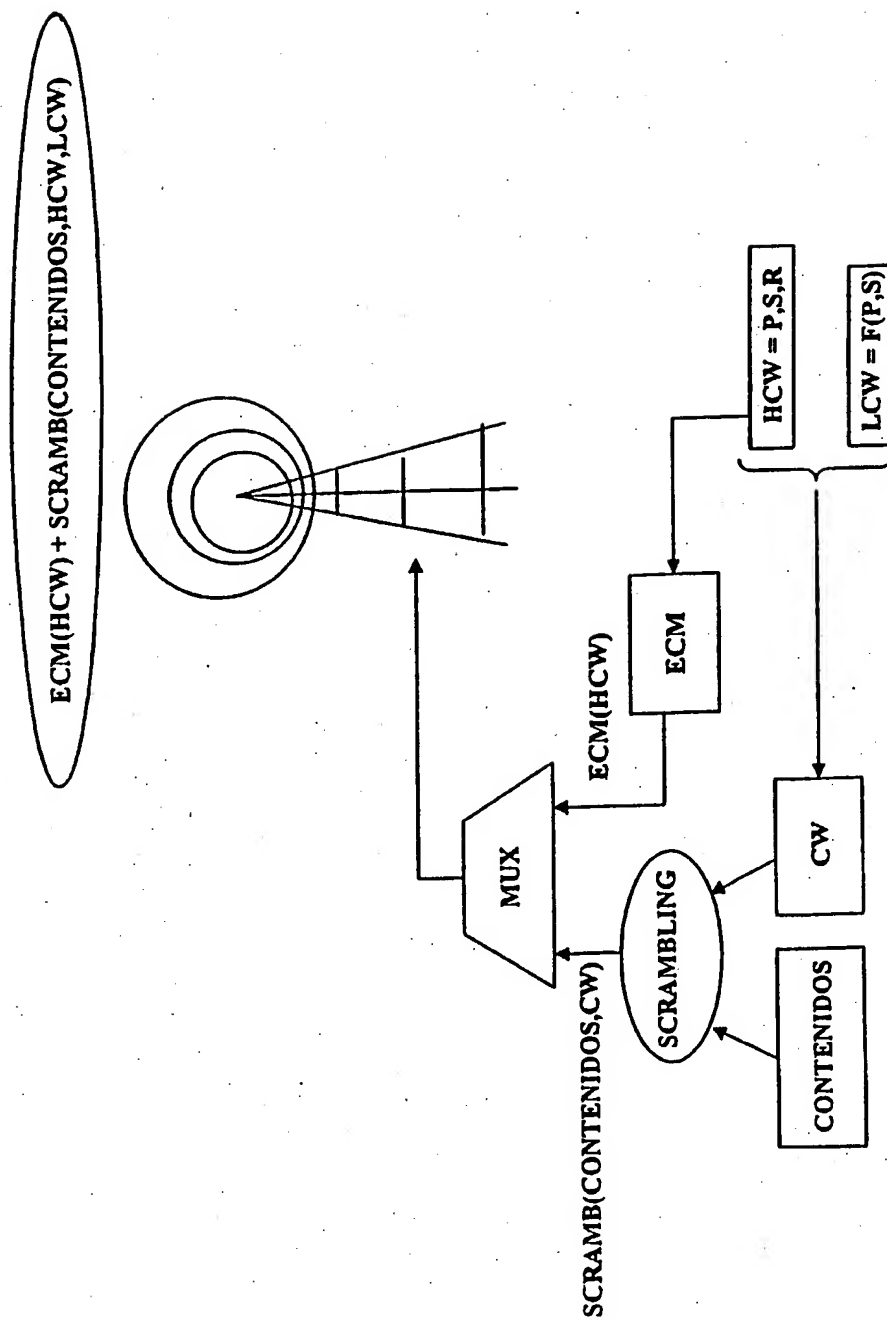 ECM(HCW) + SCRAMB(CONTENIDOS,HCW,LCW)
MUX
SCRAMB(CONTENIDOS,CW)
ECM(HCW)
SCRAMBLING
ECM
CONTENIDOS
CW
HCW = P,S,R
LCW = F(P,S)